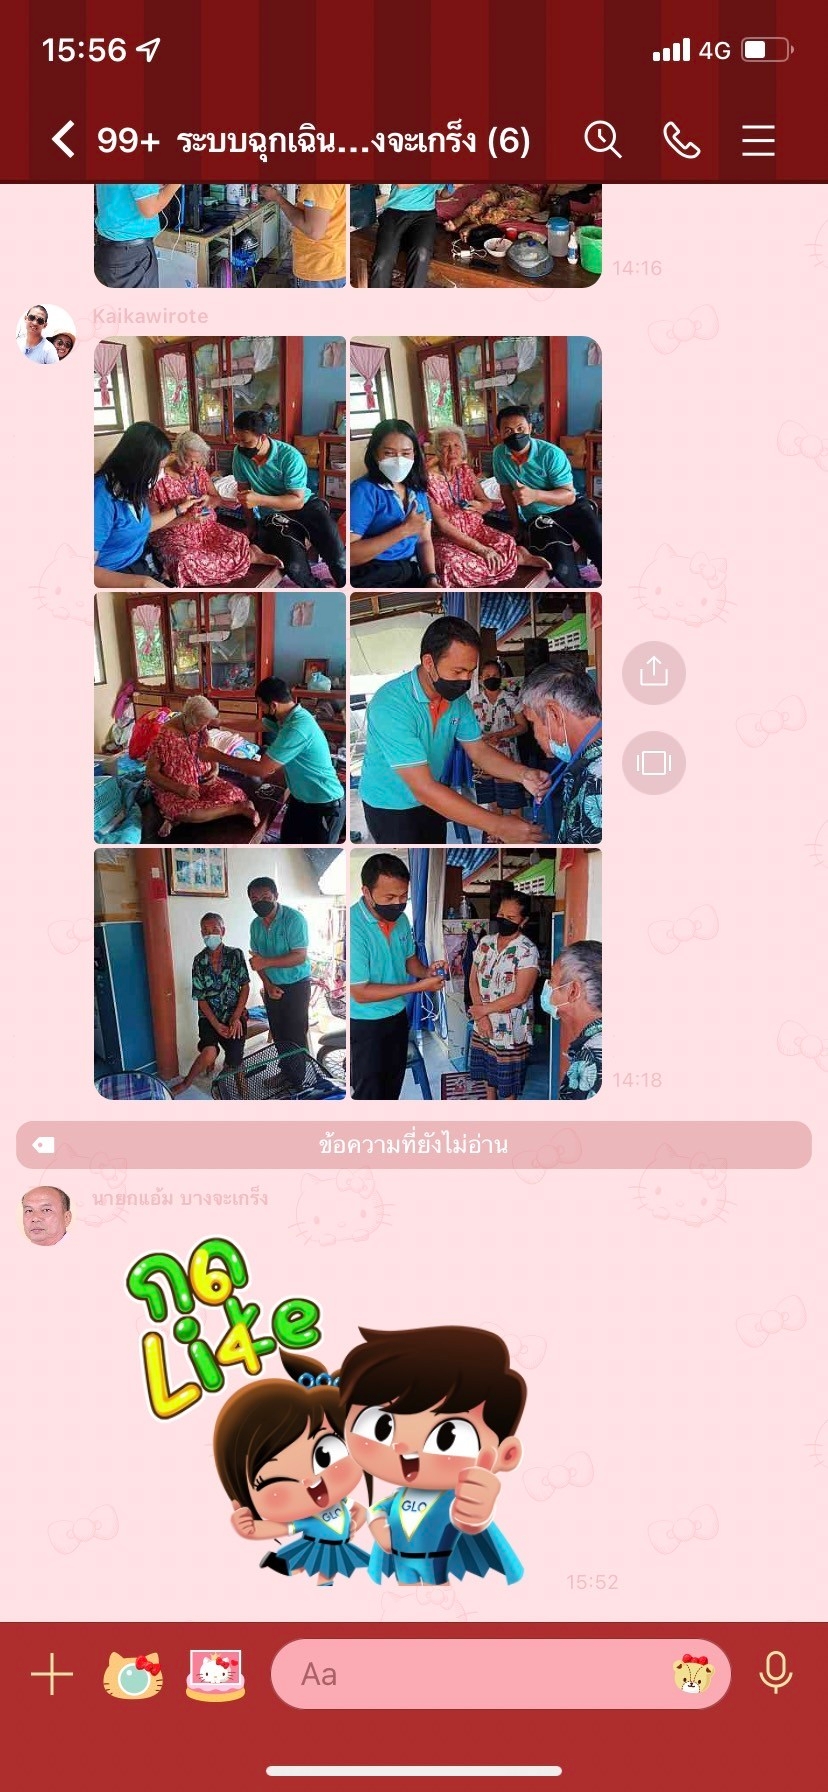 15:56
4G
99+ ระบบฉุกเฉิน...งจะเกร็ง (6)
14:16
Kaikawirote
14:18
ข้อความที่ยังไม่อ่าน
นายกแอ้ม บางจะเกร็ง
กด
Like
GLO
GLO
15:52
Aa